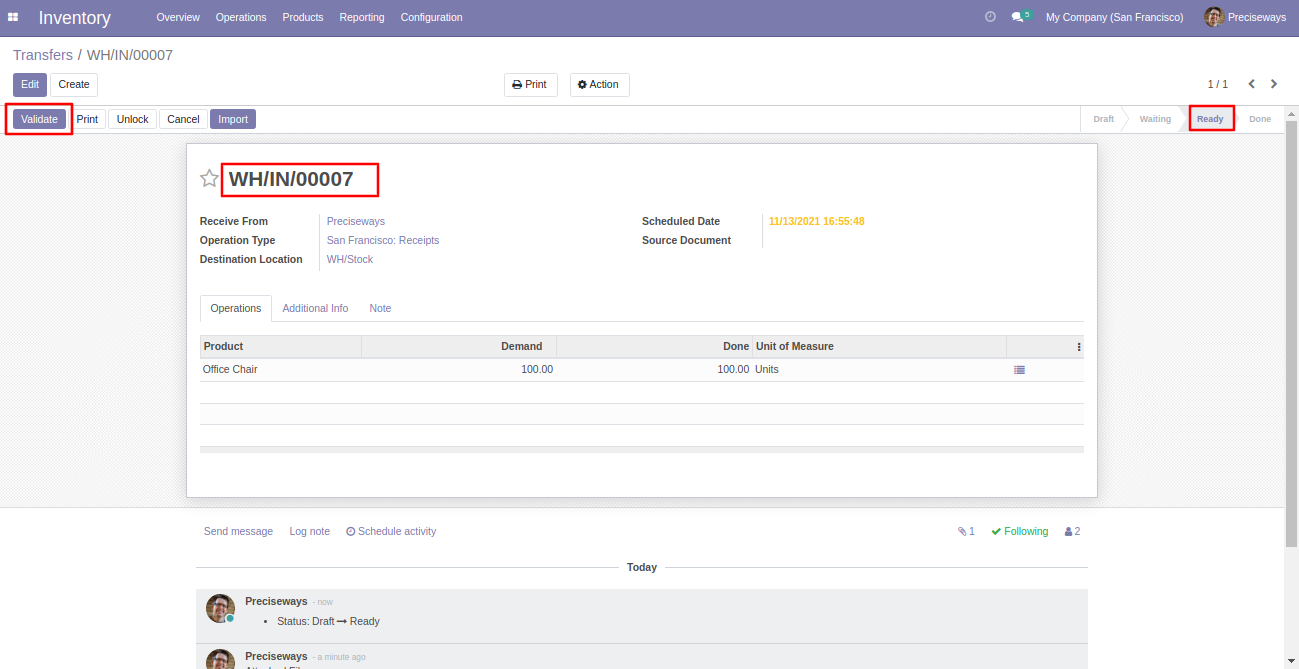 Inventory Overview Operations Products Reporting Configuration 5 My Company (San Francisco) Preciseways
Transfers / WH/IN/00007
Edit Create Print Action 1 / 1
Validate Print Unlock Cancel Import Draft Waiting Ready Done
WH/IN/00007
Receive From Preciseways Scheduled Date 11/13/2021 16:55:48
Operation Type San Francisco: Receipts Source Document
Destination Location WH/Stock
Operations Additional Info Note
Product Demand Done Unit of Measure
Office Chair 100.00 100.00 Units
Send message Log note Schedule activity 1 Following 2
Today
Preciseways - now
• Status: Draft → Ready
Preciseways - a minute ago